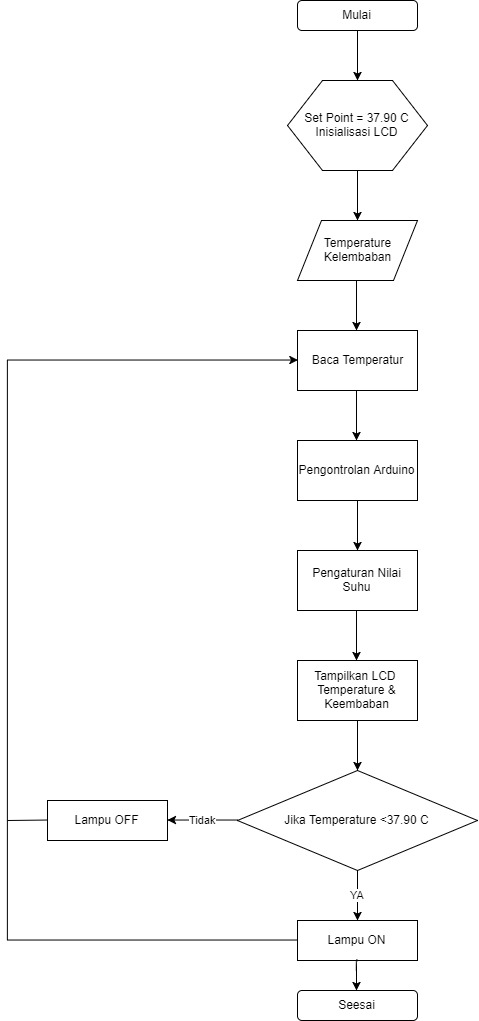 Mulai
Set Point = 37.90 C
Inisialisasi LCD
Temperature
Kelembaban
Baca Temperatur
Pengontrolan Arduino
Pengaturan Nilai
Suhu
Tampilkan LCD
Temperature &
Keembaban
Jika Temperature <37.90 C
Tidak
Lampu OFF
YA
Lampu ON
Seesai